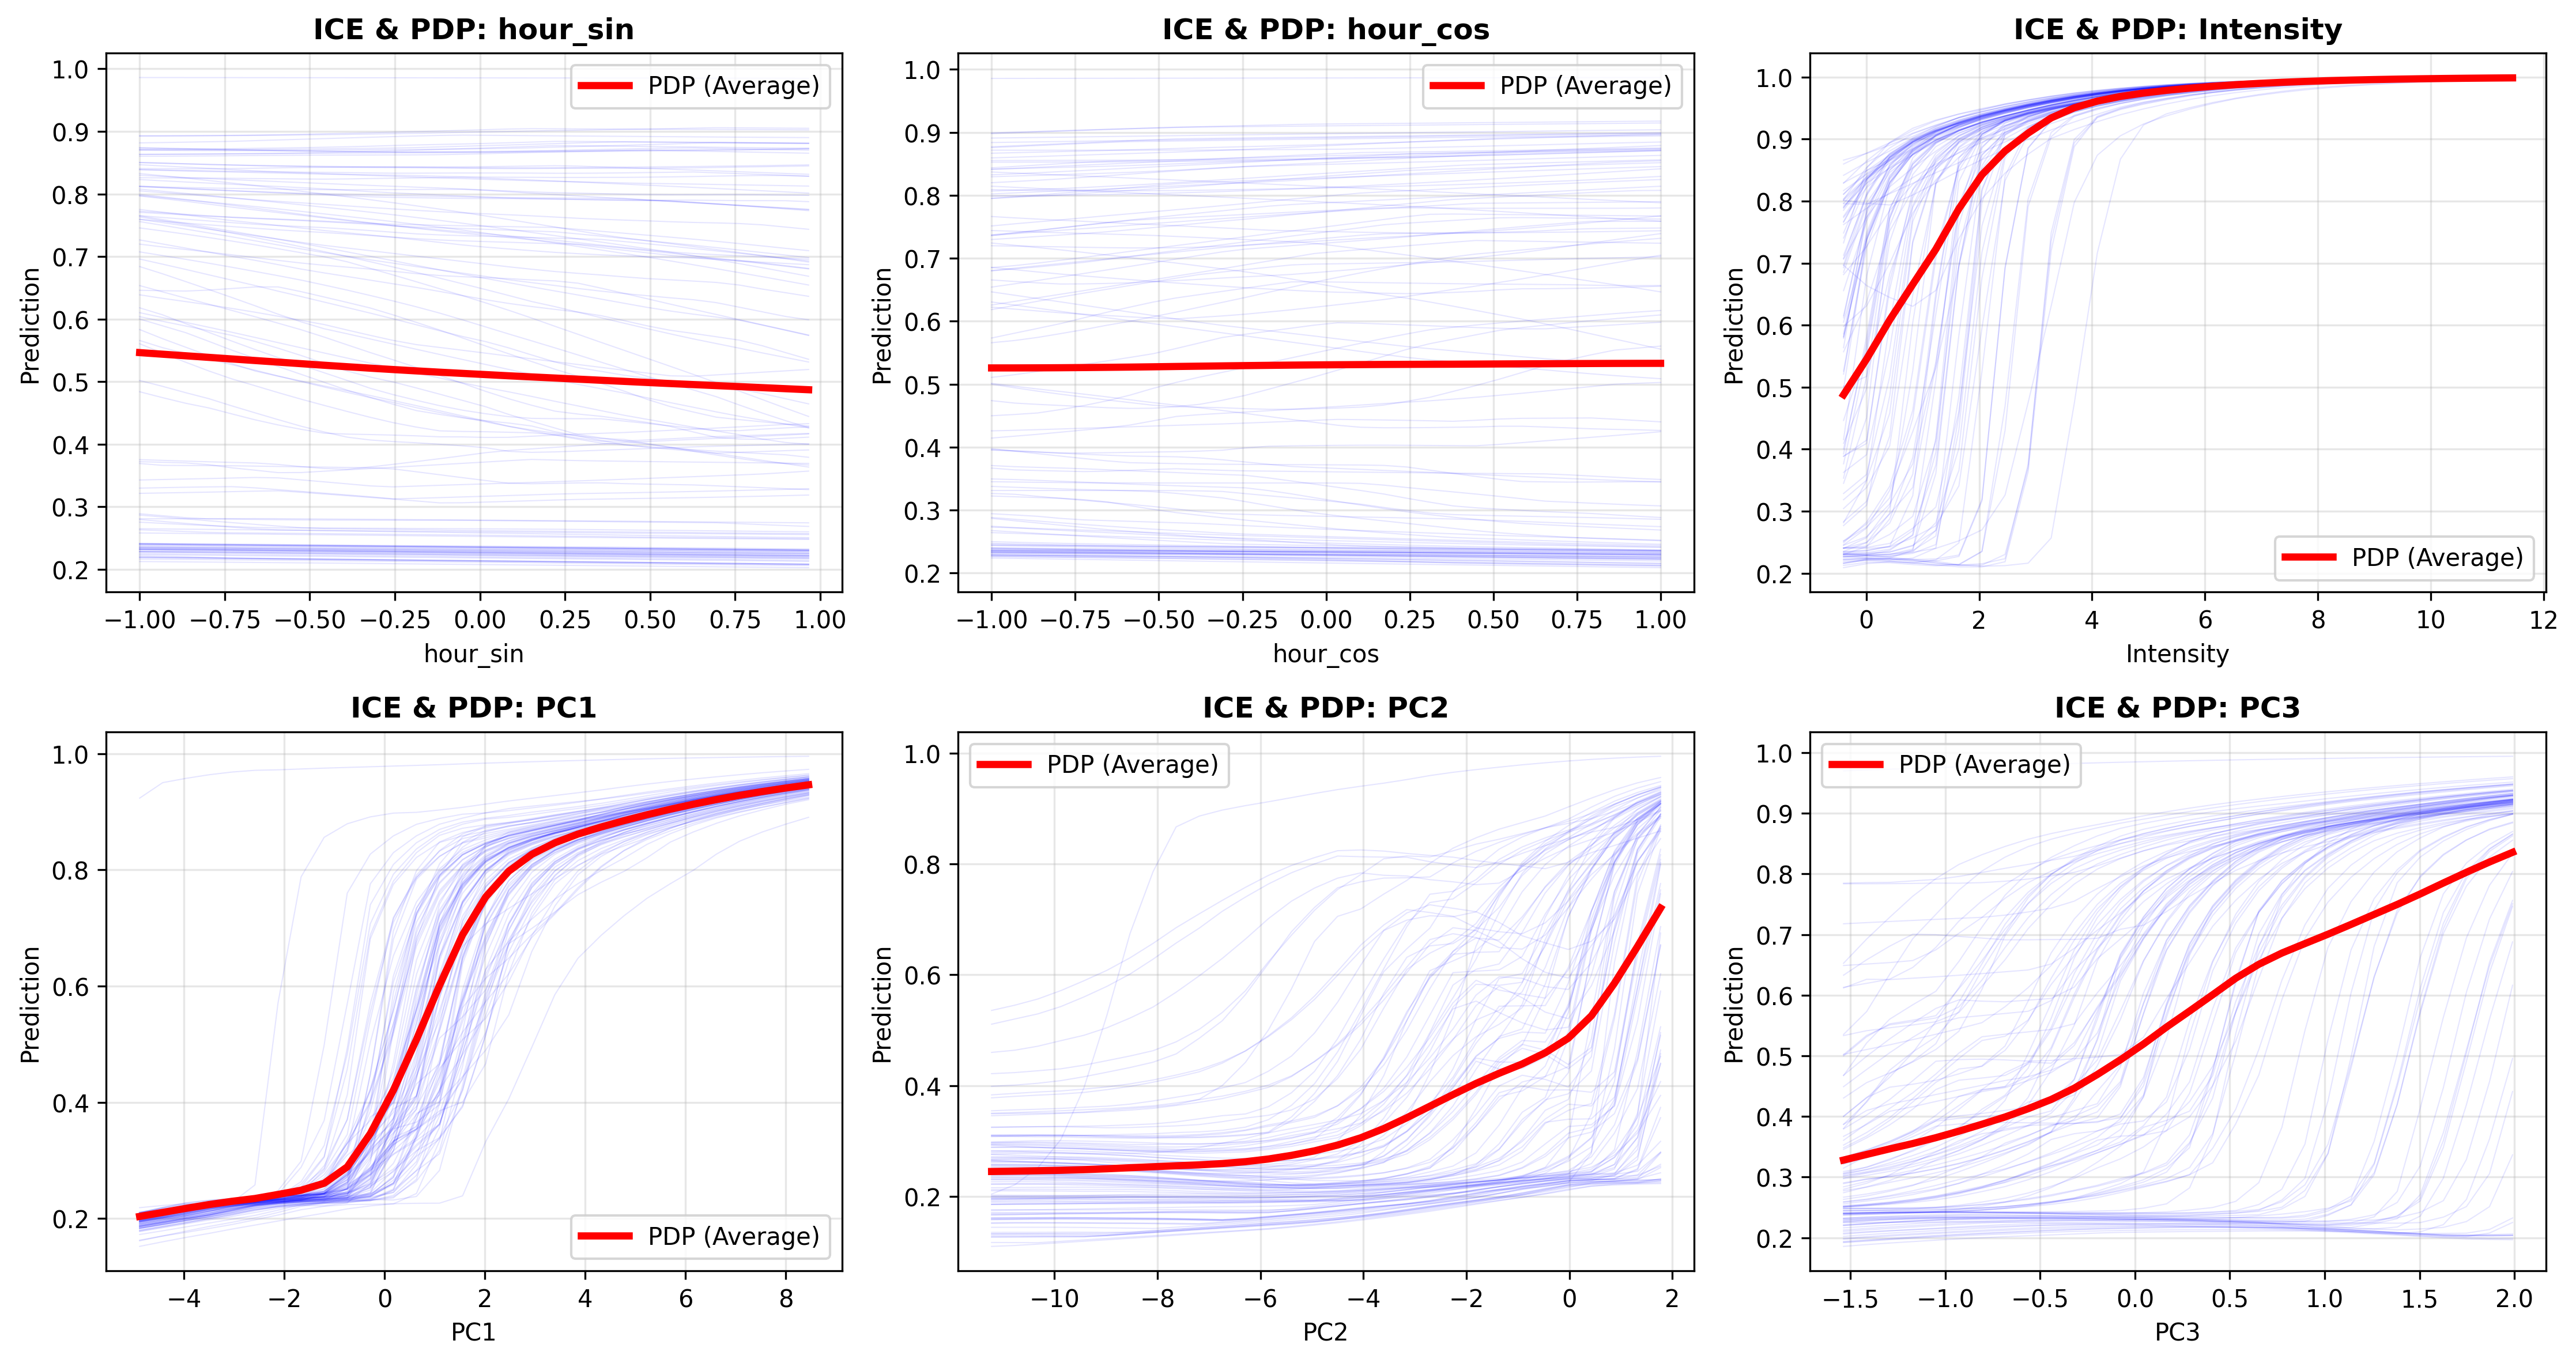 ICE & PDP: hour_sin
PDP (Average)
Prediction
1.0
0.9
0.8
0.7
0.6
0.5
0.4
0.3
0.2
−1.00 −0.75 −0.50 −0.25 0.00 0.25 0.50 0.75 1.00
hour_sin
ICE & PDP: hour_cos
PDP (Average)
Prediction
1.0
0.9
0.8
0.7
0.6
0.5
0.4
0.3
0.2
−1.00 −0.75 −0.50 −0.25 0.00 0.25 0.50 0.75 1.00
hour_cos
ICE & PDP: Intensity
Prediction
1.0
0.9
0.8
0.7
0.6
0.5
0.4
0.3
0.2
PDP (Average)
0 2 4 6 8 10 12
Intensity
ICE & PDP: PC1
Prediction
1.0
0.8
0.6
0.4
0.2
PDP (Average)
−4 −2 0 2 4 6 8
PC1
ICE & PDP: PC2
PDP (Average)
Prediction
1.0
0.8
0.6
0.4
0.2
−10 −8 −6 −4 −2 0 2
PC2
ICE & PDP: PC3
PDP (Average)
Prediction
1.0
0.9
0.8
0.7
0.6
0.5
0.4
0.3
0.2
−1.5 −1.0 −0.5 0.0 0.5 1.0 1.5 2.0
PC3